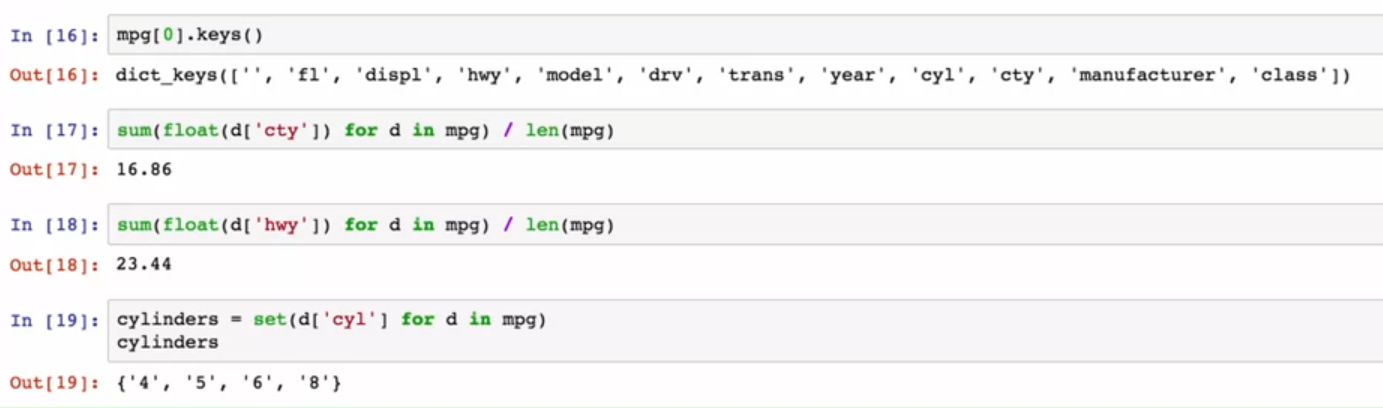 In [16]: mpg[0].keys()
Out[16]: dict_keys(['', 'fl', 'displ', 'hwy', 'model', 'drv', 'trans', 'year', 'cyl', 'cty', 'manufacturer', 'class'])
In [17]: sum(float(d['cty']) for d in mpg) / len(mpg)
Out[17]: 16.86
In [18]: sum(float(d['hwy']) for d in mpg) / len(mpg)
Out[18]: 23.44
In [19]: cylinders = set(d['cyl'] for d in mpg)
cylinders
Out[19]: {'4', '5', '6', '8'}